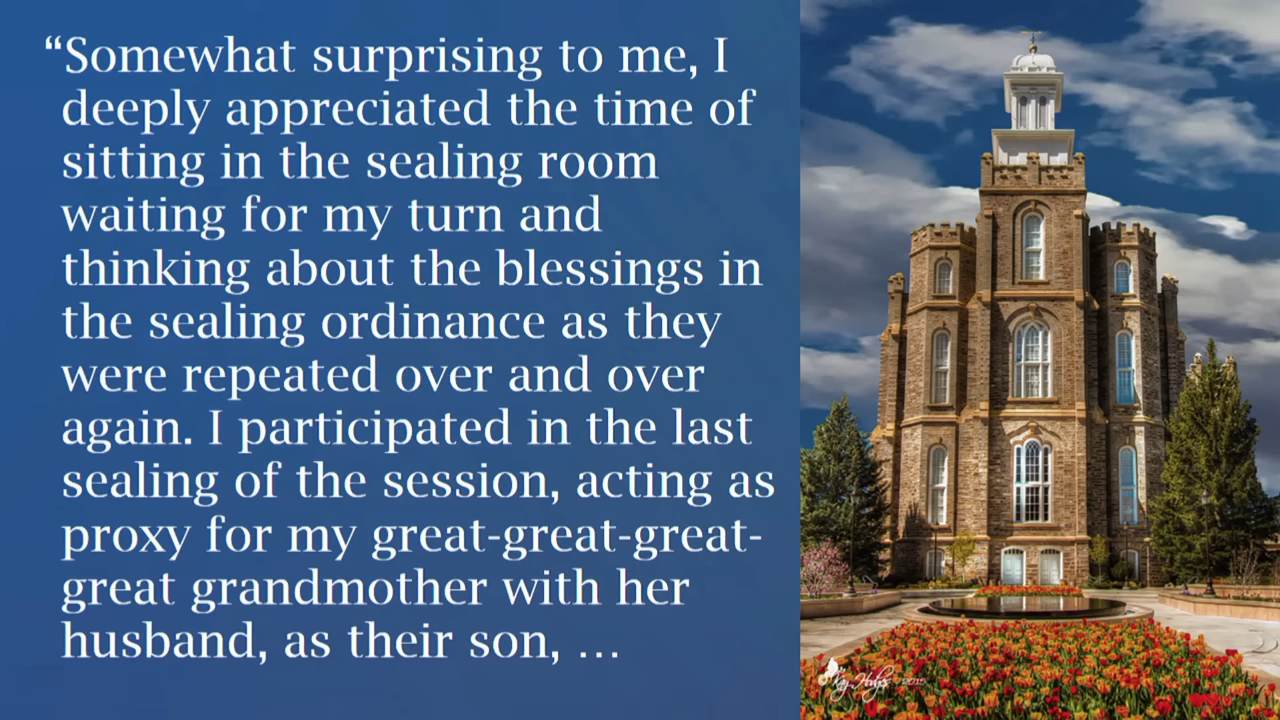 “Somewhat surprising to me, I
deeply appreciated the time of
sitting in the sealing room
waiting for my turn and
thinking about the blessings in
the sealing ordinance as they
were repeated over and over
again. I participated in the last
sealing of the session, acting as
proxy for my great-great-great-
great grandmother with her
husband, as their son, …
Kay Hodges 2015